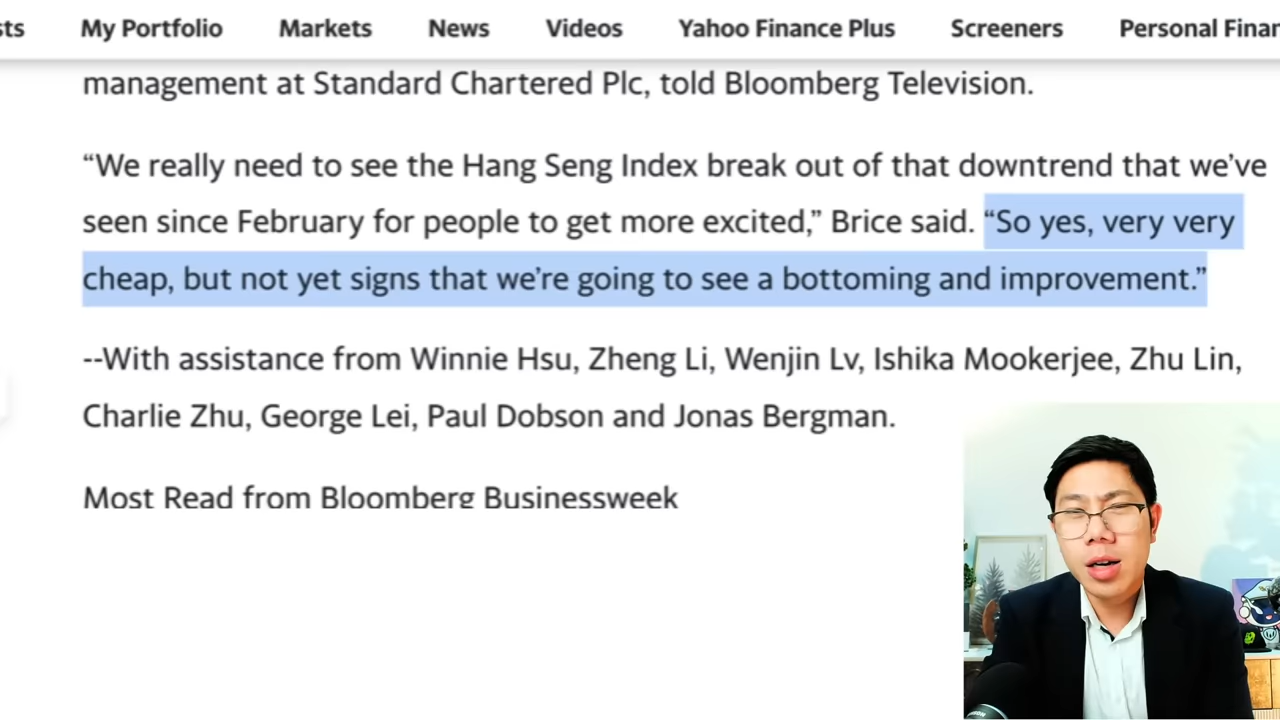 sts My Portfolio Markets News Videos Yahoo Finance Plus Screeners Personal Finan
management at Standard Chartered Plc, told Bloomberg Television.
“We really need to see the Hang Seng Index break out of that downtrend that we’ve
seen since February for people to get more excited,” Brice said. “So yes, very very
cheap, but not yet signs that we’re going to see a bottoming and improvement.”
--With assistance from Winnie Hsu, Zheng Li, Wenjin Lv, Ishika Mookerjee, Zhu Lin,
Charlie Zhu, George Lei, Paul Dobson and Jonas Bergman.
Most Read from Bloomberg Businessweek